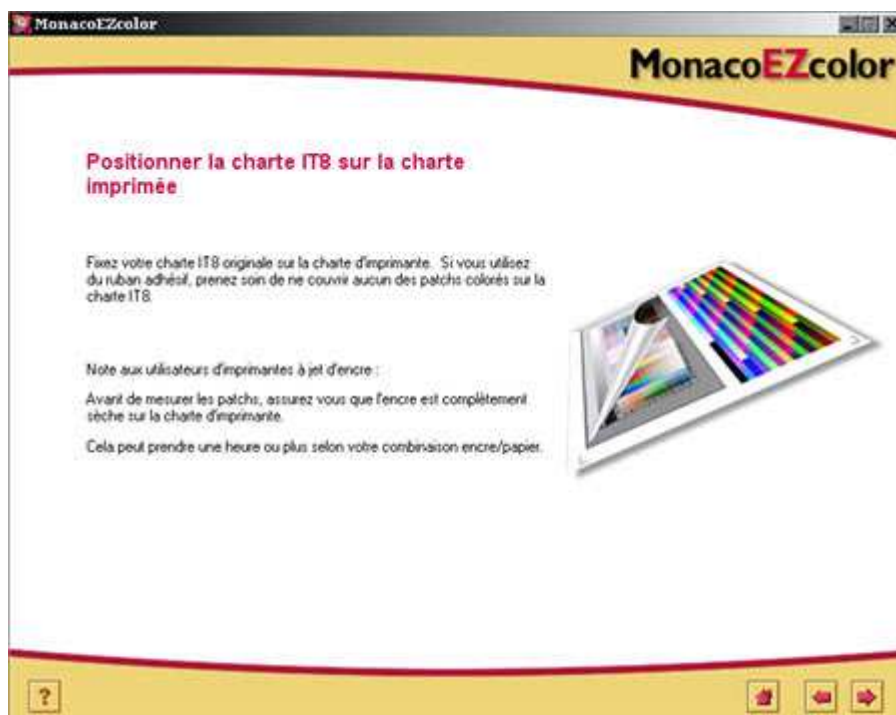 MonacoEZcolor
MonacoEZcolor
Positionner la charte IT8 sur la charte
imprimée
Fixez votre charte IT8 originale sur la charte d'imprimante. Si vous utilisez
du ruban adhésif, prenez soin de ne couvrir aucun des patchs colorés sur la
charte IT8.
Note aux utilisateurs d'imprimantes à jet d'encre :
Avant de mesurer les patchs, assurez vous que l'encre est complètement
sèche sur la charte d'imprimante.
Cela peut prendre une heure ou plus selon votre combinaison encre/papier.
?